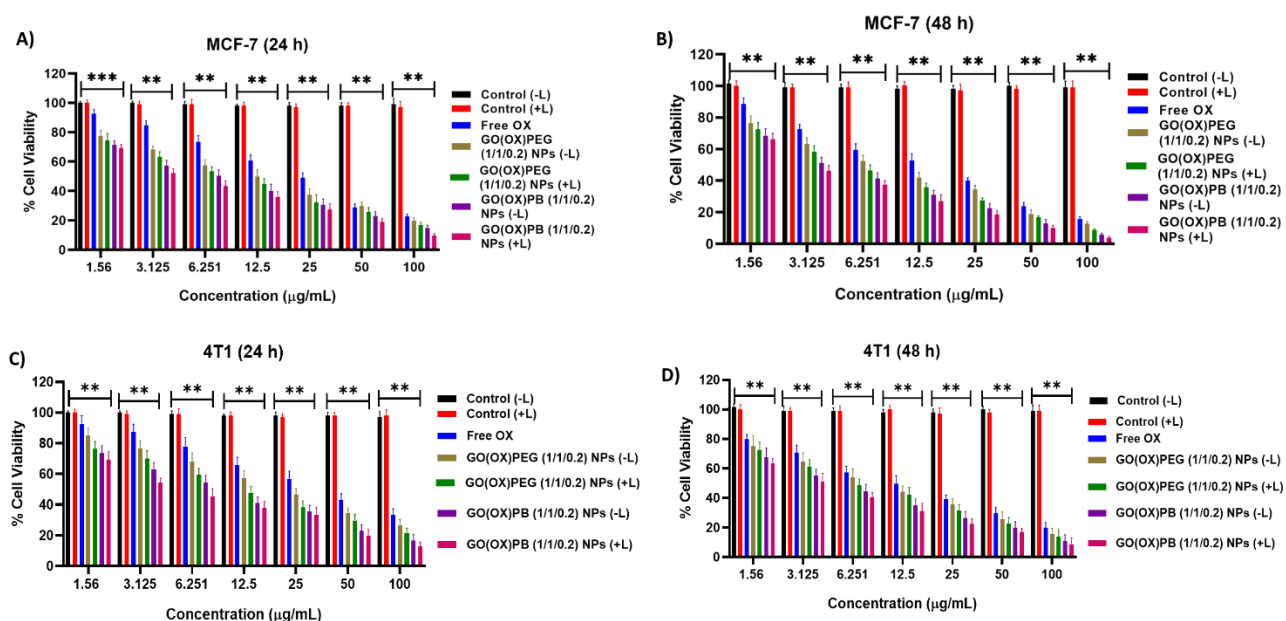 A)
MCF-7 (24 h)
*** ** ** ** ** ** **
% Cell Viability
120
100
80
60
40
20
0
1.56 3.125 6.251 12.5 25 50 100
Concentration (μg/mL)
Control (-L)
Control (+L)
Free OX
GO(OX)PEG
(1/1/0.2) NPs (-L)
GO(OX)PEG
(1/1/0.2) NPs (+L)
GO(OX)PB (1/1/0.2)
NPs (-L)
GO(OX)PB (1/1/0.2)
NPs (+L)
B)
MCF-7 (48 h)
** ** ** ** ** ** **
% Cell Viability
120
100
80
60
40
20
0
1.56 3.125 6.251 12.5 25 50 100
Concentration (μg/mL)
Control (-L)
Control (+L)
Free OX
GO(OX)PEG
(1/1/0.2) NPs (-L)
GO(OX)PEG
(1/1/0.2) NPs (+L)
GO(OX)PB (1/1/0.2)
NPs (-L)
GO(OX)PB (1/1/0.2)
NPs (+L)
C)
4T1 (24 h)
** ** ** ** ** ** **
% Cell Viability
120
100
80
60
40
20
0
1.56 3.125 6.251 12.5 25 50 100
Concentration (μg/mL)
Control (-L)
Control (+L)
Free OX
GO(OX)PEG (1/1/0.2) NPs (-L)
GO(OX)PEG (1/1/0.2) NPs (+L)
GO(OX)PB (1/1/0.2) NPs (-L)
GO(OX)PB (1/1/0.2) NPs (+L)
D)
4T1 (48 h)
** ** ** ** ** ** **
% Cell Viability
120
100
80
60
40
20
0
1.56 3.125 6.251 12.5 25 50 100
Concentration (μg/mL)
Control (-L)
Control (+L)
Free OX
GO(OX)PEG (1/1/0.2) NPs (-L)
GO(OX)PEG (1/1/0.2) NPs (+L)
GO(OX)PB (1/1/0.2) NPs (-L)
GO(OX)PB (1/1/0.2) NPs (+L)